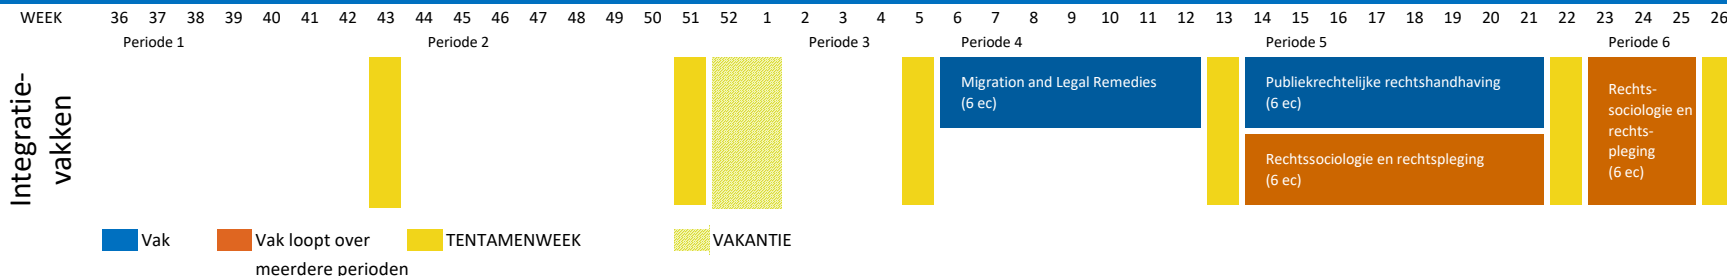 WEEK 36 37 38 39 40 41 42 43 44 45 46 47 48 49 50 51 52 1 2 3 4 5 6 7 8 9 10 11 12 13 14 15 16 17 18 19 20 21 22 23 24 25 26
Periode 1 Periode 2 Periode 3 Periode 4 Periode 5 Periode 6
Integratie-
vakken
Migration and Legal Remedies
(6 ec)
Publiekrechtelijke rechtshandhaving
(6 ec)
Rechtssociologie en rechtspleging
(6 ec)
Rechts-
sociologie en
rechts-
pleging
(6 ec)
Vak
Vak loopt over
meerdere perioden
TENTAMENWEEK
VAKANTIE